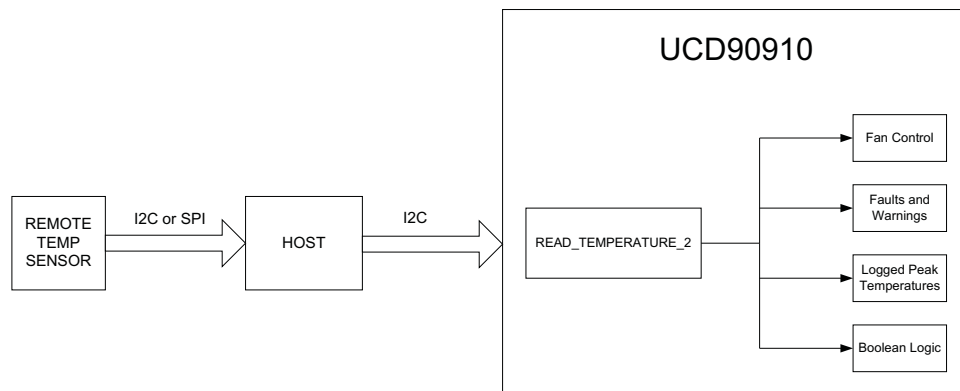 UCD90910
Fan Control
I2C or SPI
I2C
REMOTE
TEMP
SENSOR
HOST
READ_TEMPERATURE_2
Faults and
Warnings
Logged Peak
Temperatures
Boolean Logic